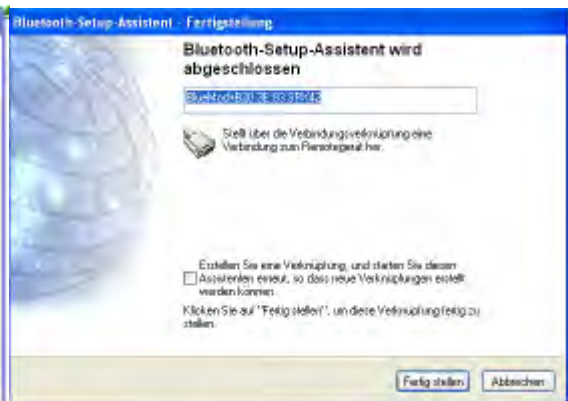 Bluetooth-Setup-Assistent - Fertigstellung
Bluetooth-Setup-Assistent wird
abgeschlossen
Stellt über die Verbindungsverknüpfung eine
Verbindung zum Remotegerät her.
Erstellen Sie eine Verknüpfung, und starten Sie diesen
Assistenten erneut, so dass neue Verknüpfungen erstellt
werden können.
Klicken Sie auf "Fertig stellen", um diese Verknüpfung fertig zu
stellen.
Fertig stellen Abbrechen